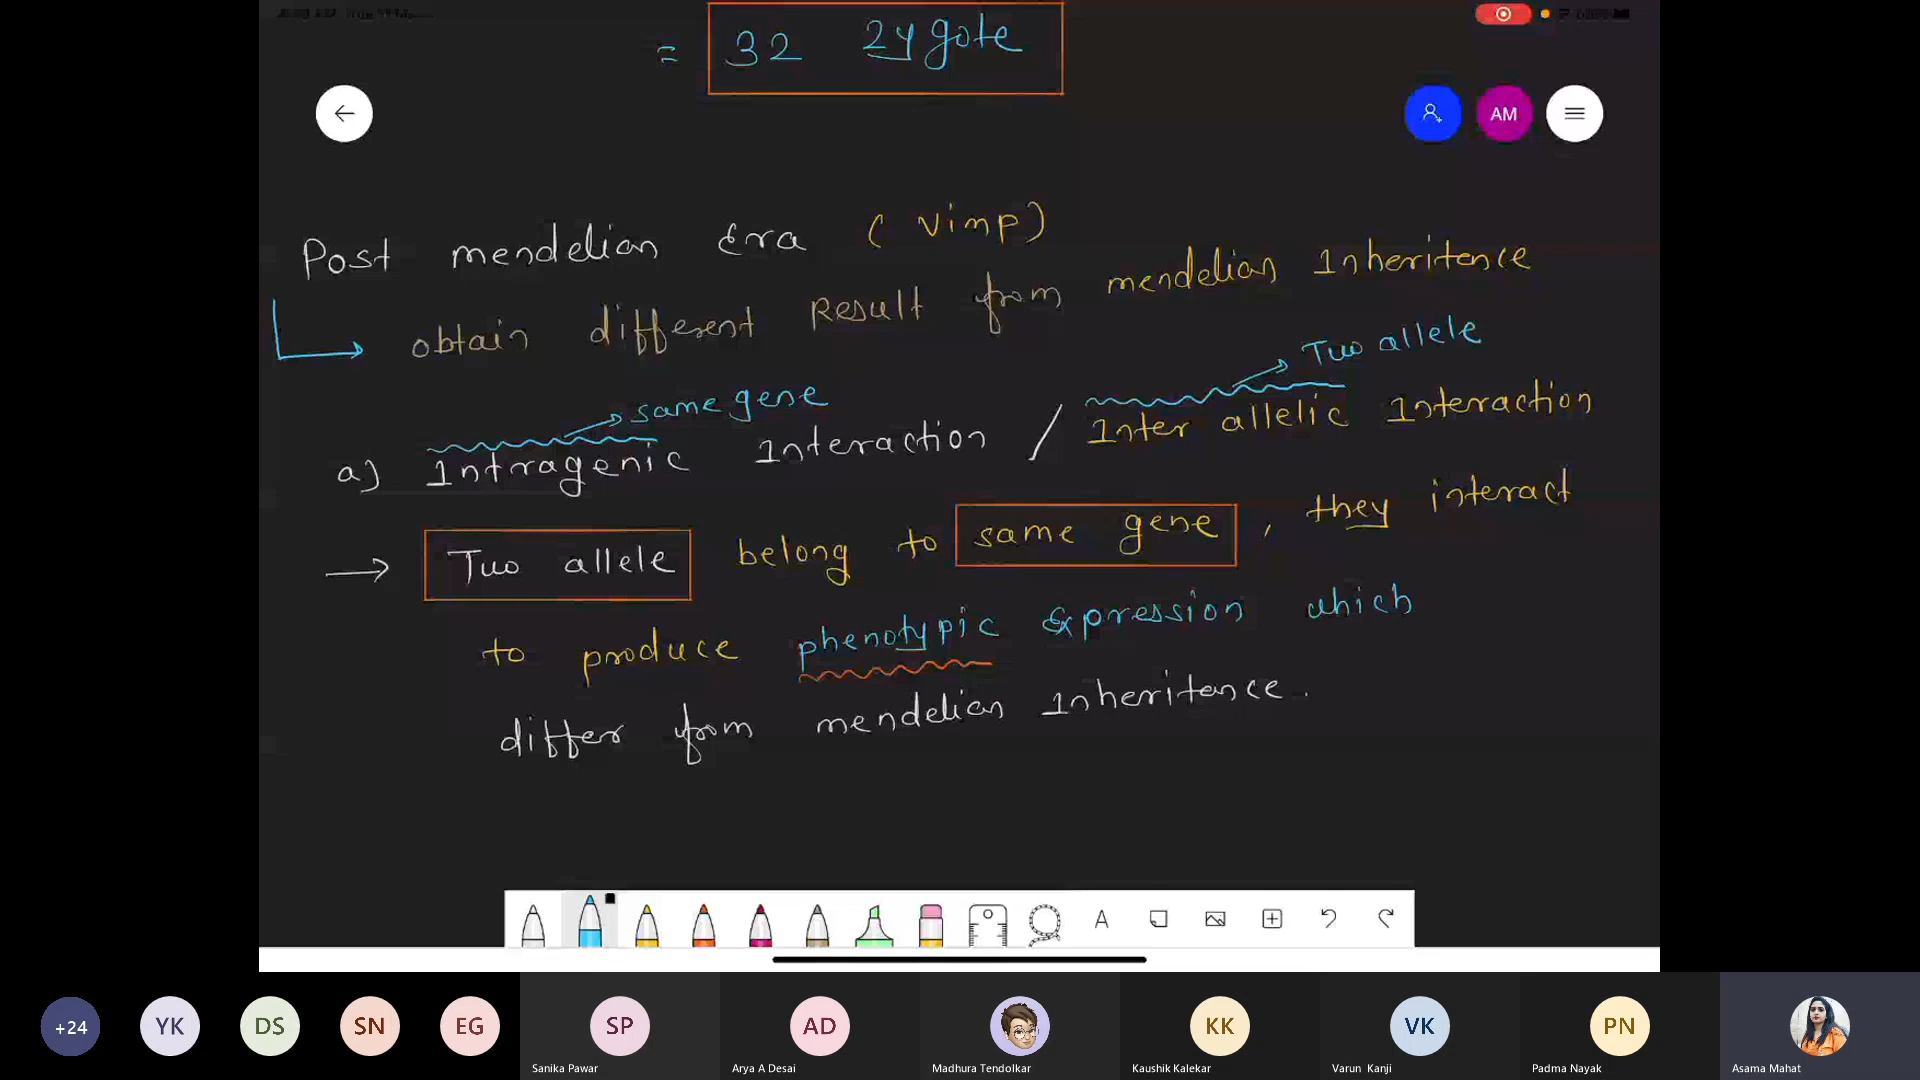 = 32 zygote
AM
Post mendelian Era ( Vimp )
obtain different Result from mendelian Inheritence
same gene
Two allele
a) Intragenic Interaction / Inter allelic Interaction
Two allele belong to same gene, they interact
to produce phenotypic expression which
differ from mendelian Inheritence.
A
+24
YK
DS
SN
EG
SP
AD
KK
VK
PN
Sanika Pawar
Arya A Desai
Madhura Tendolkar
Kaushik Kalekar
Varun Kanji
Padma Nayak
Asama Mahat